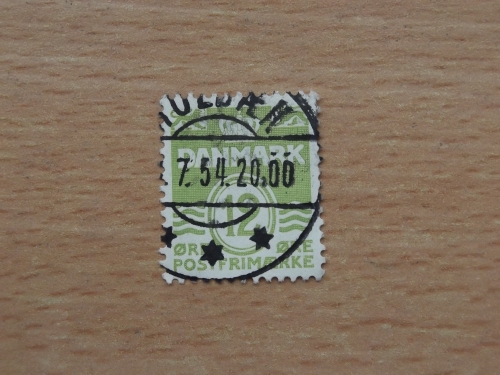 DANMARK
7.54.20.00
12
ØRE ØRE
POSTFRIMÆRKE